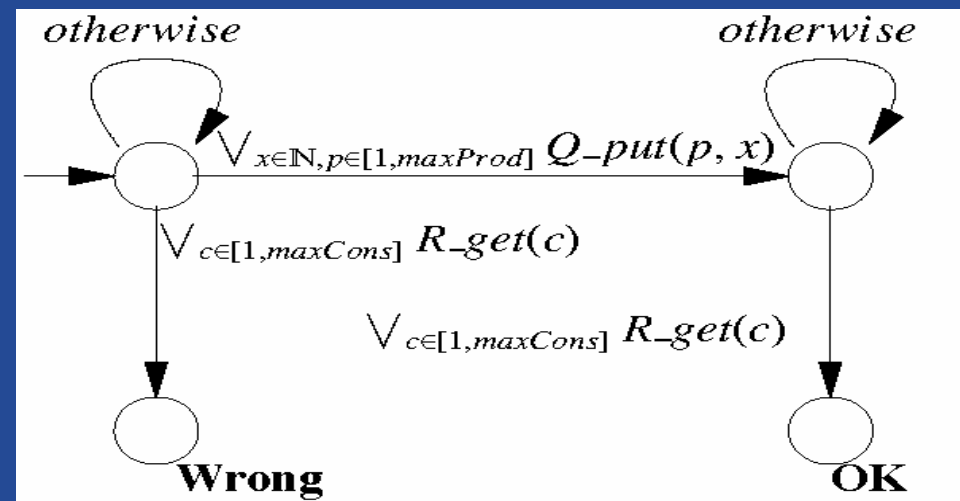 otherwise otherwise
⋁x∈ℕ,p∈[1,maxProd] Q_put(p, x)
⋁c∈[1,maxCons] R_get(c)
⋁c∈[1,maxCons] R_get(c)
Wrong OK